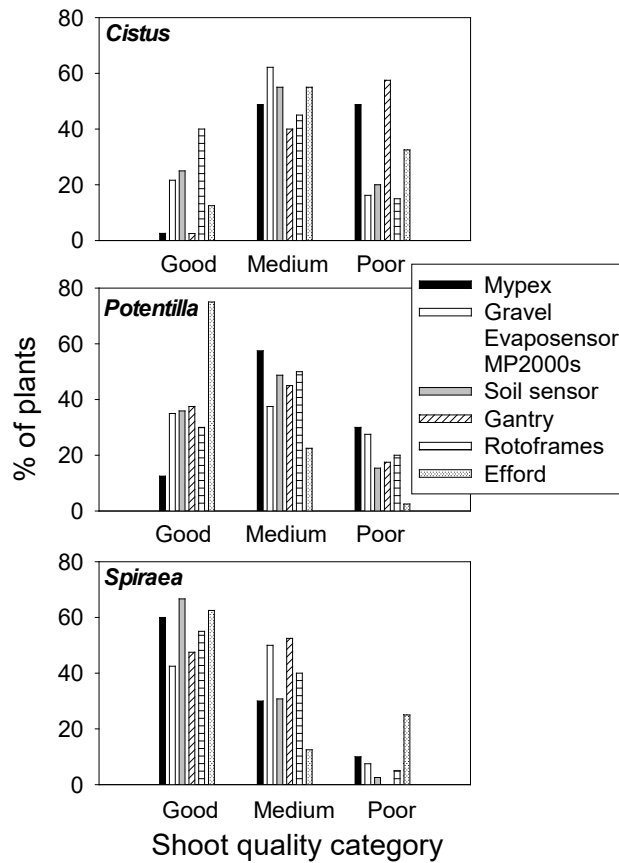 80
Cistus
60
40
20
0
Good Medium Poor
80
Potentilla
60
40
20
0
Good Medium Poor
Mypex
Gravel
Evaposensor
MP2000s
Soil sensor
Gantry
Rotoframes
Efford
% of plants
80
Spiraea
60
40
20
0
Good Medium Poor
Shoot quality category